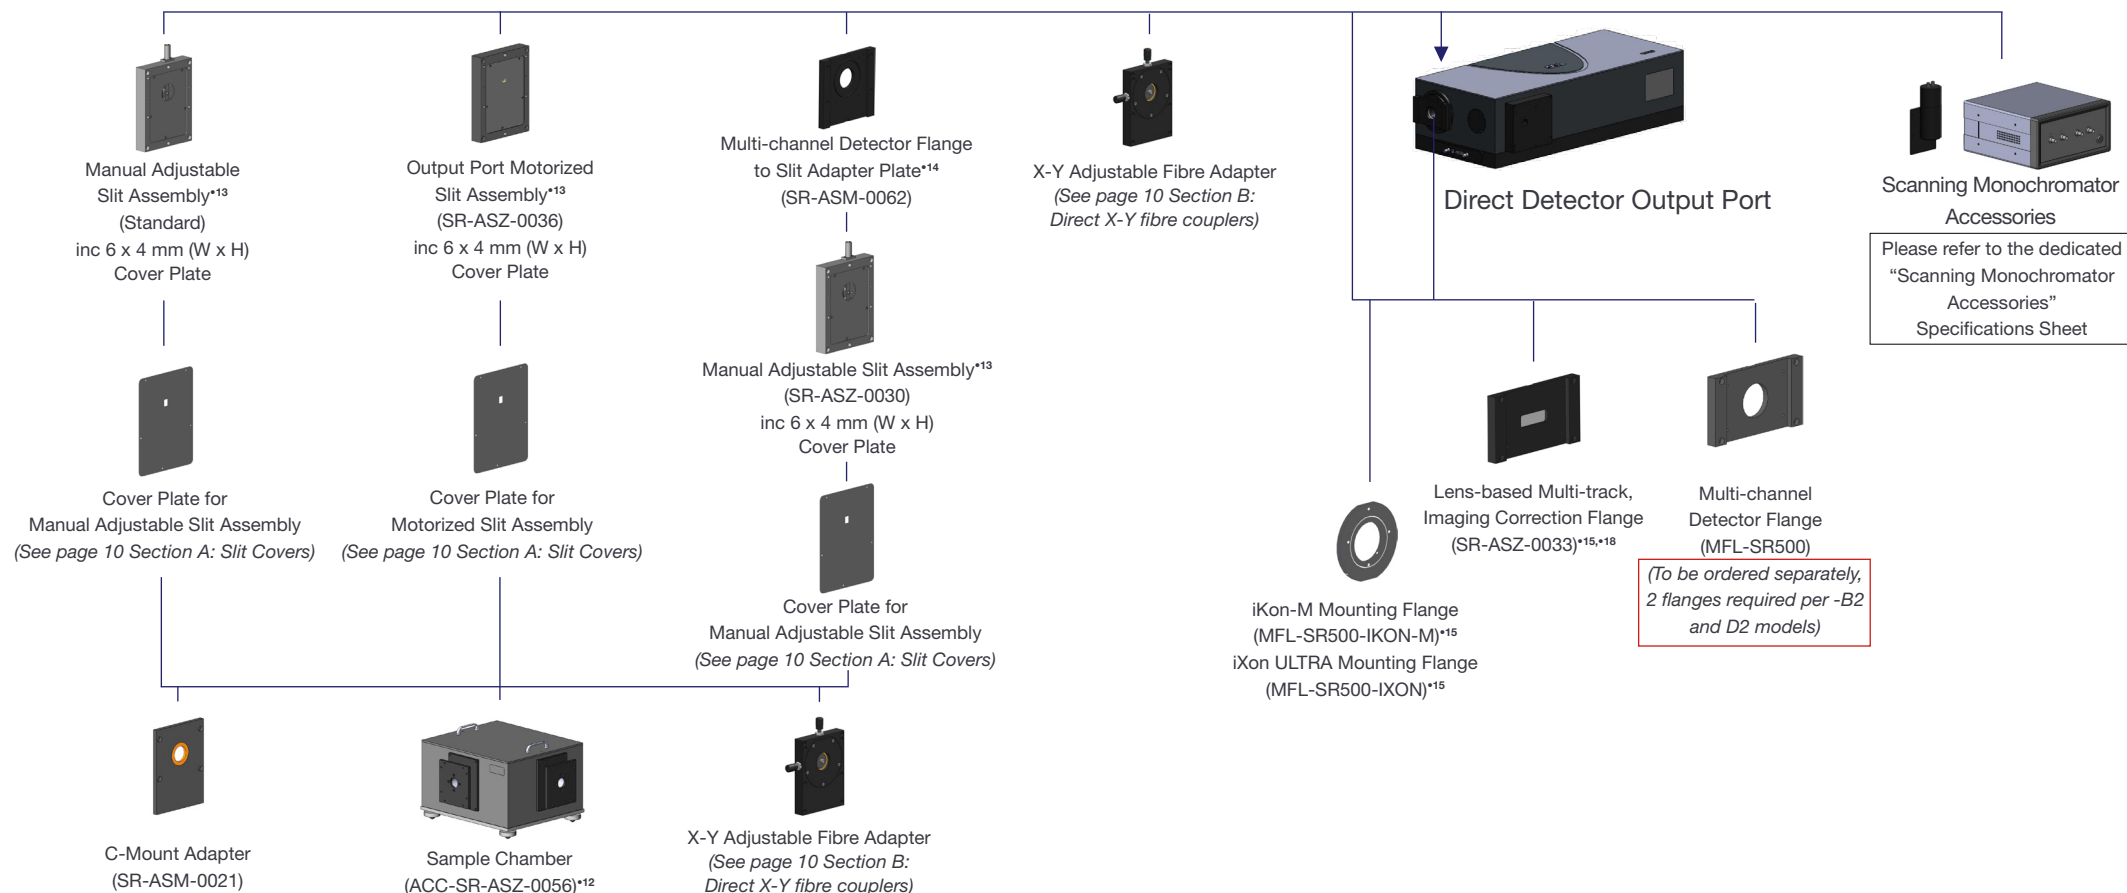 Manual Adjustable
Slit Assembly•13
(Standard)
inc 6 x 4 mm (W x H)
Cover Plate
Output Port Motorized
Slit Assembly•13
(SR-ASZ-0036)
inc 6 x 4 mm (W x H)
Cover Plate
Multi-channel Detector Flange
to Slit Adapter Plate•14
(SR-ASM-0062)
X-Y Adjustable Fibre Adapter
(See page 10 Section B:
Direct X-Y fibre couplers)
Direct Detector Output Port
Scanning Monochromator
Accessories
Please refer to the dedicated
“Scanning Monochromator
Accessories”
Specifications Sheet
Manual Adjustable Slit Assembly•13
(SR-ASZ-0030)
inc 6 x 4 mm (W x H)
Cover Plate
Cover Plate for
Manual Adjustable Slit Assembly
(See page 10 Section A: Slit Covers)
Cover Plate for
Motorized Slit Assembly
(See page 10 Section A: Slit Covers)
Cover Plate for
Manual Adjustable Slit Assembly
(See page 10 Section A: Slit Covers)
Lens-based Multi-track,
Imaging Correction Flange
(SR-ASZ-0033)•15,•18
Multi-channel
Detector Flange
(MFL-SR500)
(To be ordered separately,
2 flanges required per -B2
and D2 models)
iKon-M Mounting Flange
(MFL-SR500-IKON-M)•15
iXon ULTRA Mounting Flange
(MFL-SR500-IXON)•15
C-Mount Adapter
(SR-ASM-0021)
Sample Chamber
(ACC-SR-ASZ-0056)•12
X-Y Adjustable Fibre Adapter
(See page 10 Section B:
Direct X-Y fibre couplers)